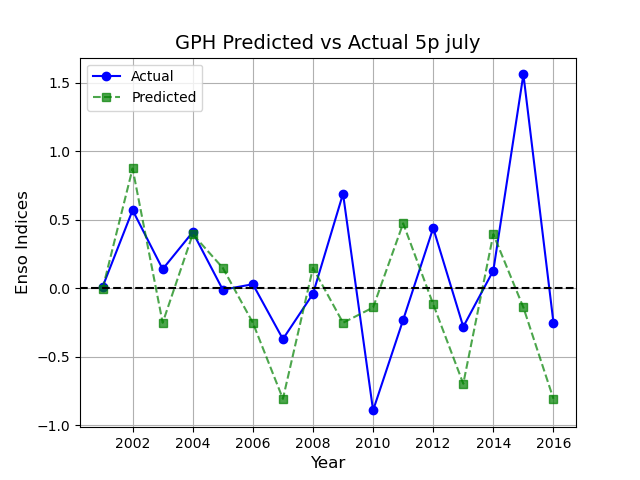 GPH Predicted vs Actual 5p july
Actual
Predicted
Enso Indices
1.5
1.0
0.5
0.0
−0.5
−1.0
2002 2004 2006 2008 2010 2012 2014 2016
Year